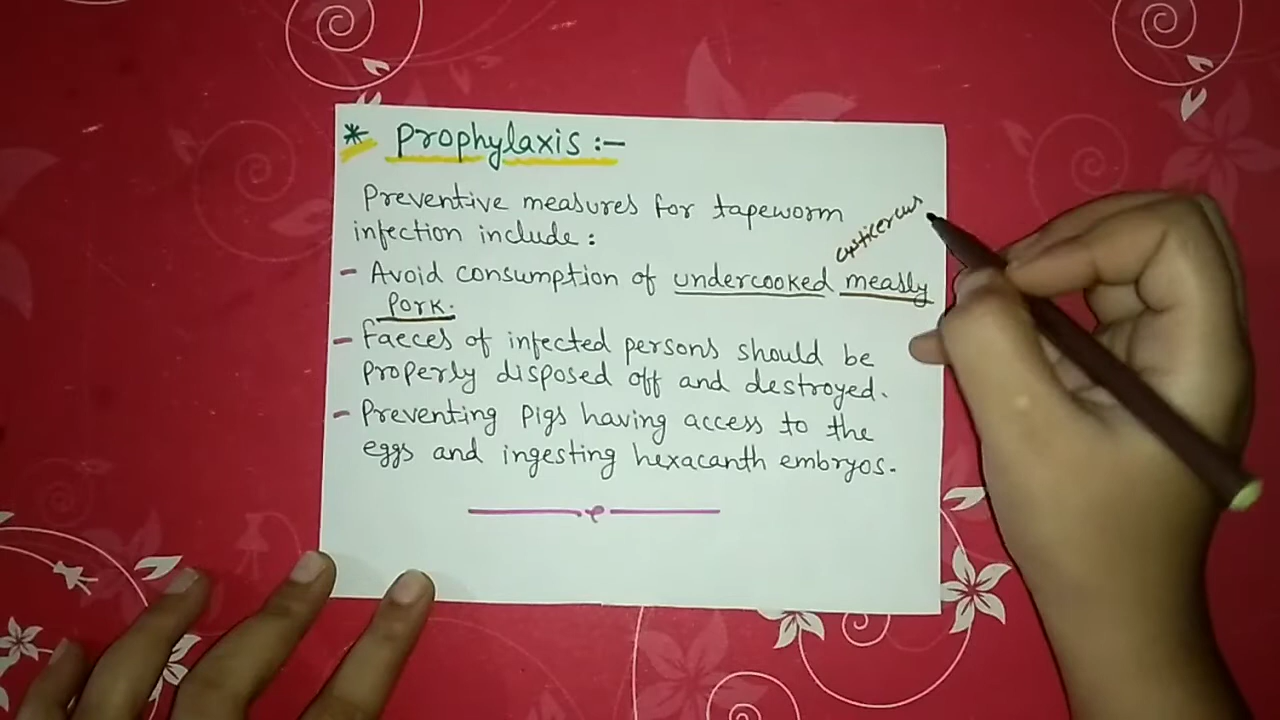 * Prophylaxis :-
Preventive measures for tapeworm
infection include :
cysticercus
- Avoid consumption of undercooked measly
Pork.
- Faeces of infected persons should be
properly disposed off and destroyed.
- Preventing pigs having access to the
eggs and ingesting hexacanth embryos.